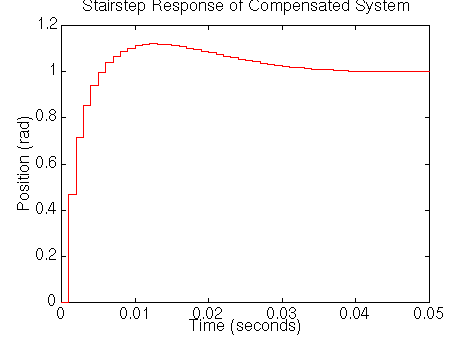 Stairstep Response of Compensated System
1.2
1
0.8
0.6
0.4
0.2
0
Position (rad)
0 0.01 0.02 0.03 0.04 0.05
Time (seconds)